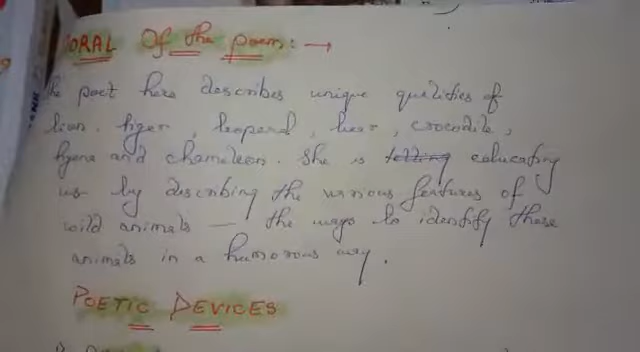 MORAL Of the poem: →
The poet here describes unique qualities of
lion, tiger, leopard, bear, crocodile,
hyena and chameleon. She is telling educating
us by describing the various features of
wild animals — the ways to identify these
animals in a humorous way.
POETIC DEVICES